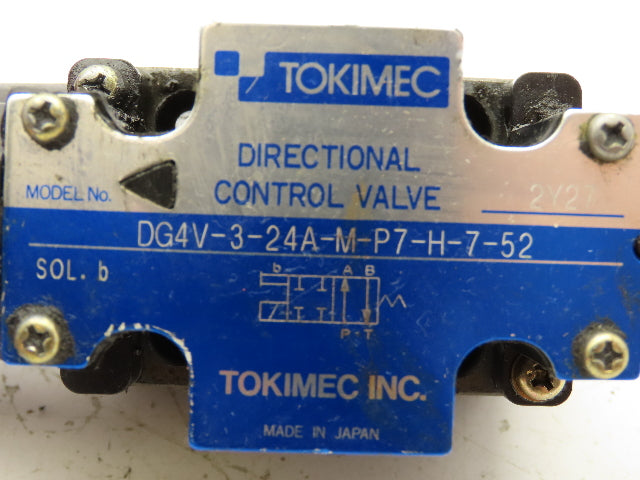 TOKIMEC
DIRECTIONAL
MODEL No. CONTROL VALVE 2Y27
DG4V-3-24A-M-P7-H-7-52
SOL. b
b A B
P T
TOKIMEC INC.
MADE IN JAPAN